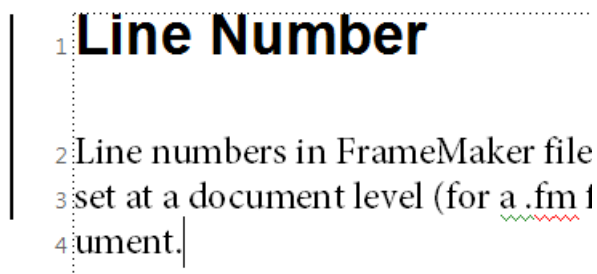 1 Line Number
2 Line numbers in FrameMaker file
3 set at a document level (for a .fm
4 ument.